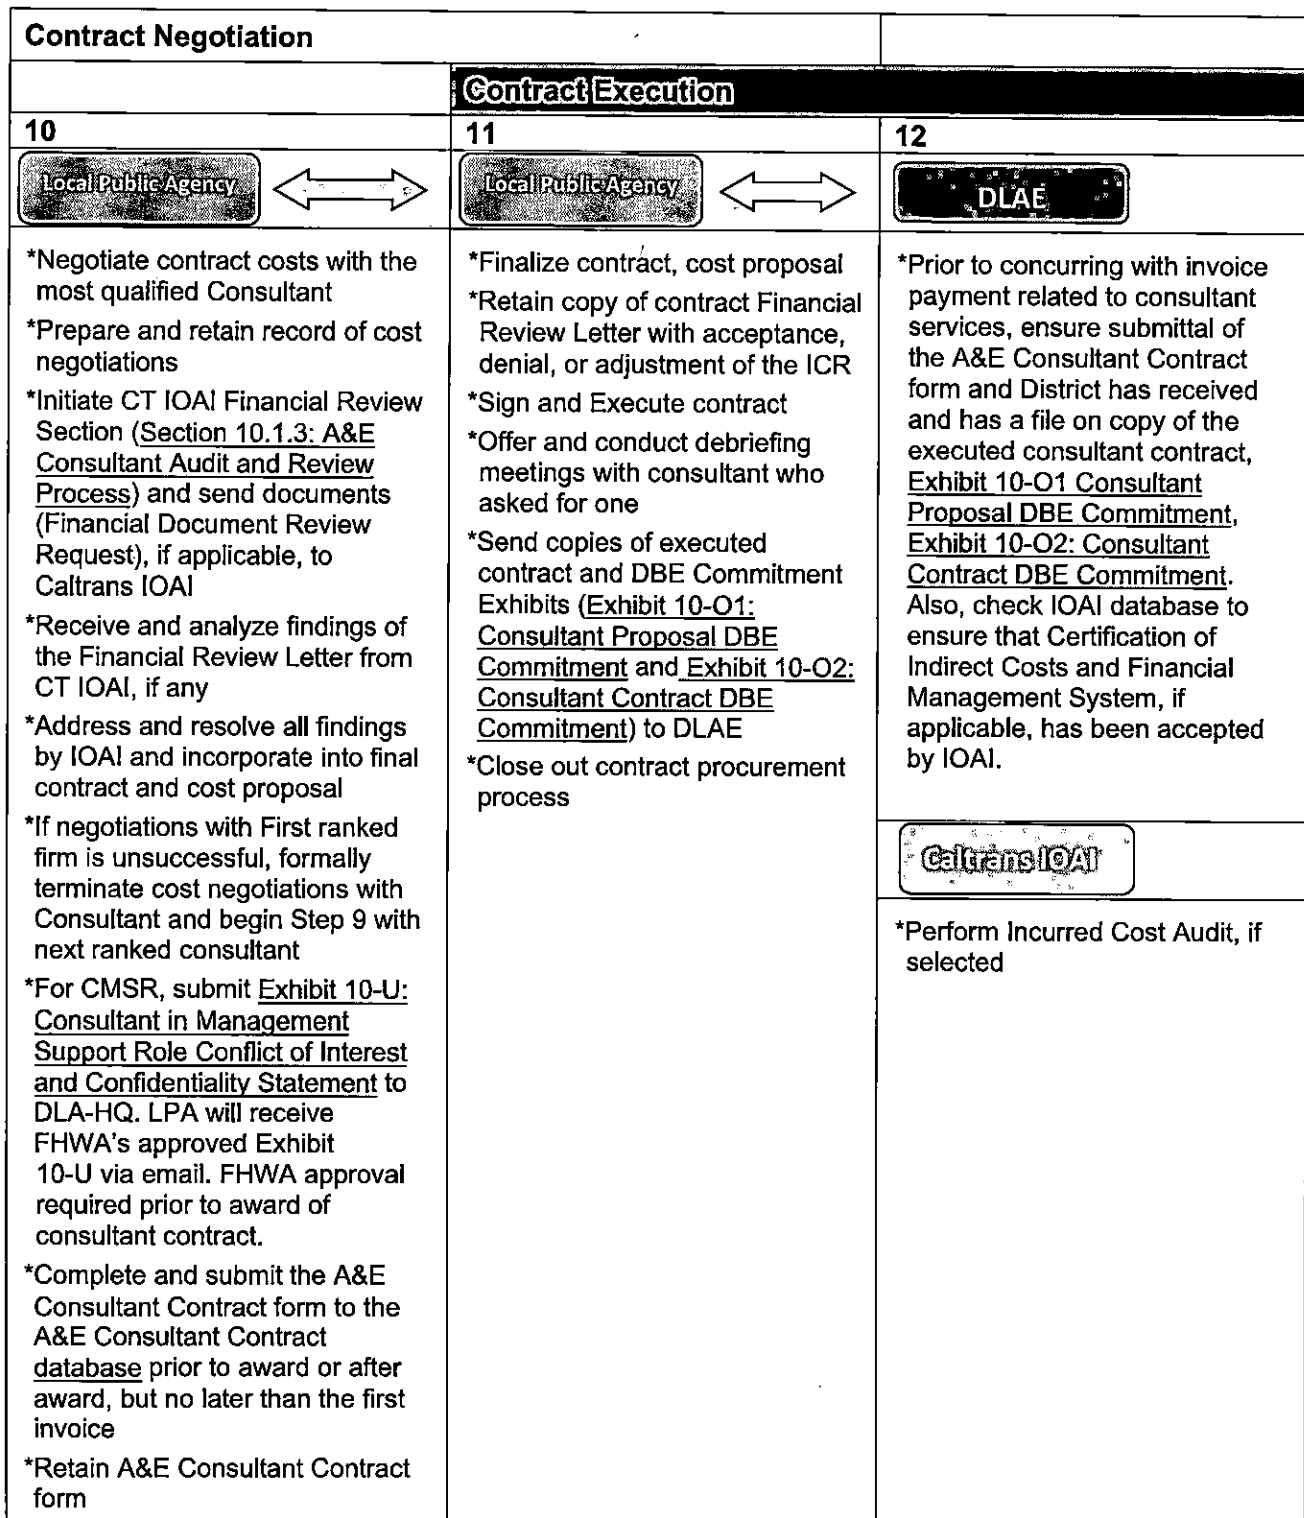 Contract Negotiation
Contract Execution
10
11
12
Local Public Agency
Local Public Agency
DLAE
*Negotiate contract costs with the
most qualified Consultant
*Prepare and retain record of cost
negotiations
*Initiate CT IOAI Financial Review
Section (Section 10.1.3: A&E
Consultant Audit and Review
Process) and send documents
(Financial Document Review
Request), if applicable, to
Caltrans IOAI
*Receive and analyze findings of
the Financial Review Letter from
CT IOAI, if any
*Address and resolve all findings
by IOAI and incorporate into final
contract and cost proposal
*If negotiations with First ranked
firm is unsuccessful, formally
terminate cost negotiations with
Consultant and begin Step 9 with
next ranked consultant
*For CMSR, submit Exhibit 10-U:
Consultant in Management
Support Role Conflict of Interest
and Confidentiality Statement to
DLA-HQ. LPA will receive
FHWA's approved Exhibit
10-U via email. FHWA approval
required prior to award of
consultant contract.
*Complete and submit the A&E
Consultant Contract form to the
A&E Consultant Contract
database prior to award or after
award, but no later than the first
invoice
*Retain A&E Consultant Contract
form
*Finalize contract, cost proposal
*Retain copy of contract Financial
Review Letter with acceptance,
denial, or adjustment of the ICR
*Sign and Execute contract
*Offer and conduct debriefing
meetings with consultant who
asked for one
*Send copies of executed
contract and DBE Commitment
Exhibits (Exhibit 10-O1:
Consultant Proposal DBE
Commitment and Exhibit 10-O2:
Consultant Contract DBE
Commitment) to DLAE
*Close out contract procurement
process
*Prior to concurring with invoice
payment related to consultant
services, ensure submittal of
the A&E Consultant Contract
form and District has received
and has a file on copy of the
executed consultant contract,
Exhibit 10-O1 Consultant
Proposal DBE Commitment,
Exhibit 10-O2: Consultant
Contract DBE Commitment.
Also, check IOAI database to
ensure that Certification of
Indirect Costs and Financial
Management System, if
applicable, has been accepted
by IOAI.
Caltrans IOAI
*Perform Incurred Cost Audit, if
selected